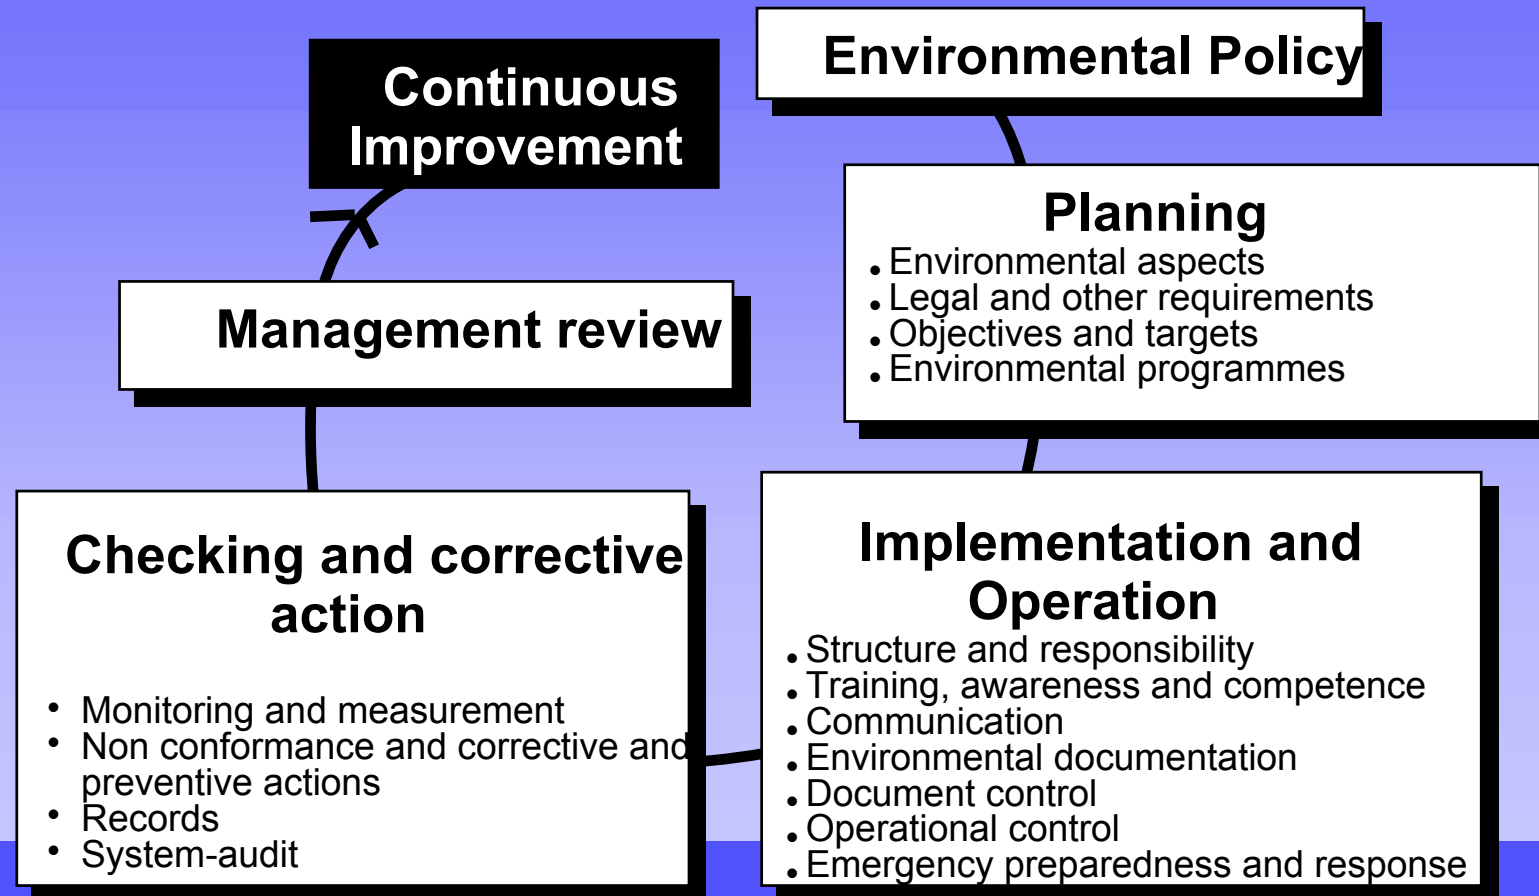 Continuous
Improvement
Environmental Policy
Planning
• Environmental aspects
• Legal and other requirements
• Objectives and targets
• Environmental programmes
Management review
Checking and corrective
action
• Monitoring and measurement
• Non conformance and corrective and
preventive actions
• Records
• System-audit
Implementation and
Operation
• Structure and responsibility
• Training, awareness and competence
• Communication
• Environmental documentation
• Document control
• Operational control
• Emergency preparedness and response